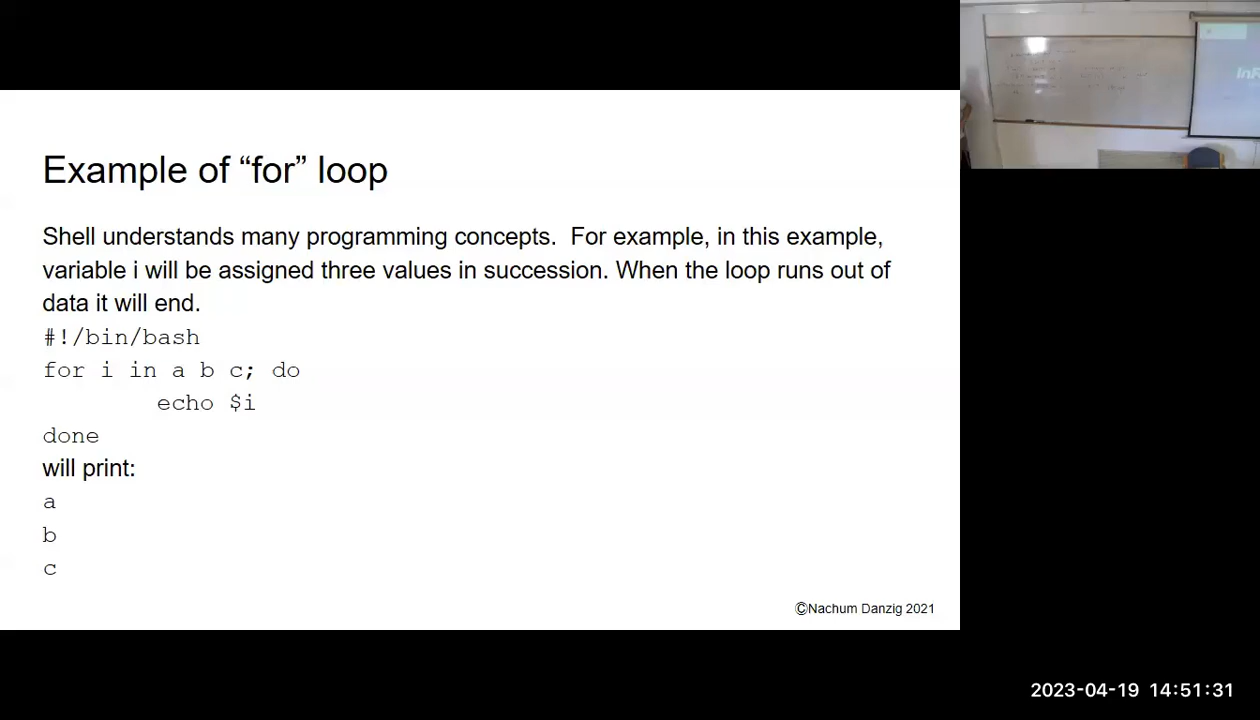 Example of “for” loop
Shell understands many programming concepts.  For example, in this example,
variable i will be assigned three values in succession. When the loop runs out of
data it will end.
#!/bin/bash
for i in a b c; do
        echo $i
done
will print:
a
b
c
©Nachum Danzig 2021
2023-04-19 14:51:31